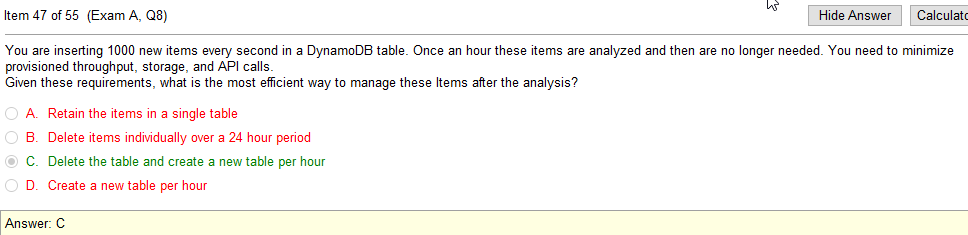 Item 47 of 55 (Exam A, Q8)
Hide Answer
Calculato
You are inserting 1000 new items every second in a DynamoDB table. Once an hour these items are analyzed and then are no longer needed. You need to minimize
provisioned throughput, storage, and API calls.
Given these requirements, what is the most efficient way to manage these Items after the analysis?
A. Retain the items in a single table
B. Delete items individually over a 24 hour period
C. Delete the table and create a new table per hour
D. Create a new table per hour
Answer: C